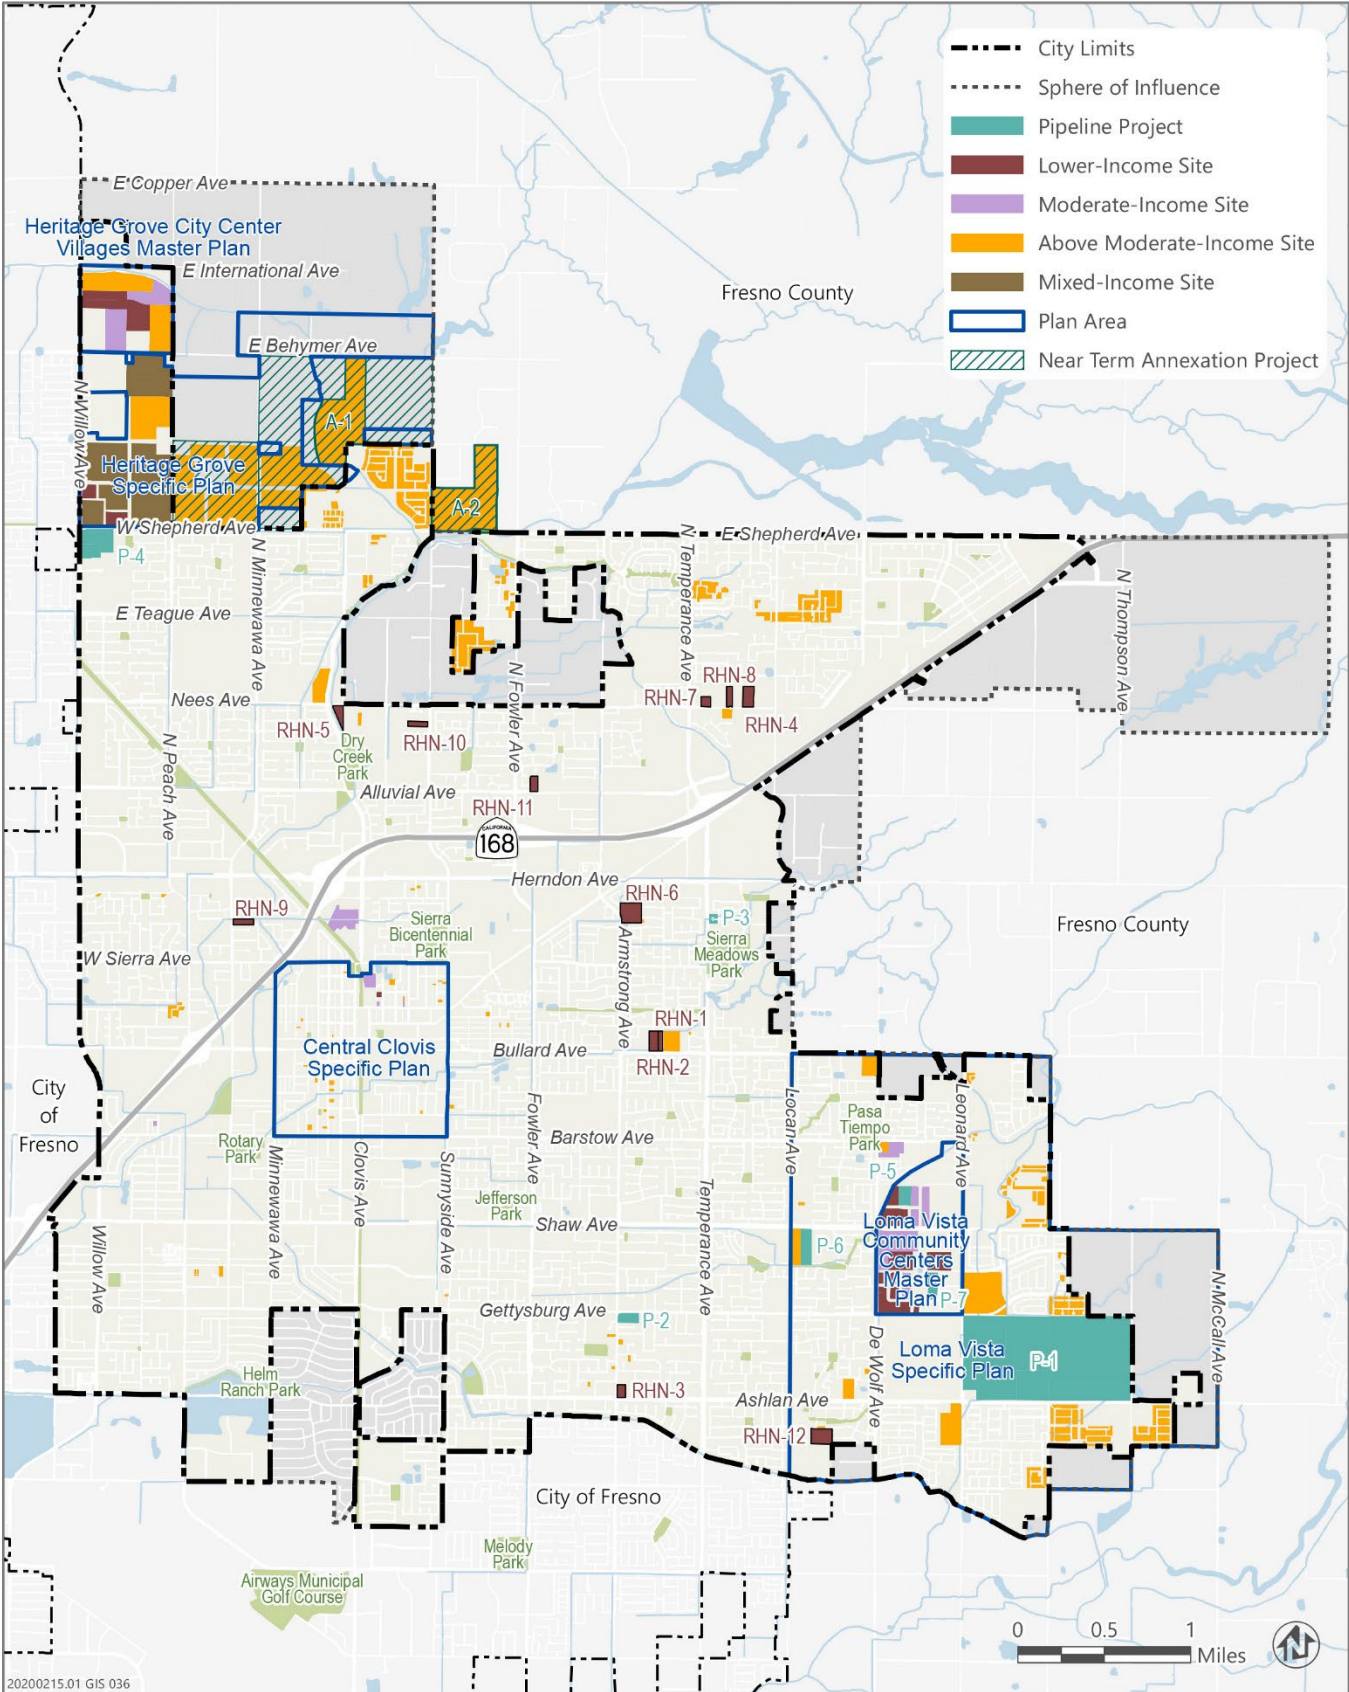 City Limits
Sphere of Influence
Pipeline Project
Lower-Income Site
Moderate-Income Site
Above Moderate-Income Site
Mixed-Income Site
Plan Area
Near Term Annexation Project
E Copper Ave
Heritage Grove City Center
Villages Master Plan
E International Ave
Fresno County
E Behymer Ave
N Willow Ave
A-1
Heritage Grove
Specific Plan
A-2
W Shepherd Ave
E Shepherd Ave
P-4
N Minnewawa Ave
N Temperance Ave
N Thompson Ave
E Teague Ave
Nees Ave
N Fowler Ave
RHN-8
RHN-7
RHN-4
RHN-5
RHN-10
Dry
Creek
Park
N Peach Ave
Alluvial Ave
RHN-11
CALIFORNIA
168
Herndon Ave
RHN-6
RHN-9
P-3
Sierra
Bicentennial
Park
Armstrong Ave
Sierra
Meadows
Park
Fresno County
W Sierra Ave
RHN-1
Central Clovis
Specific Plan
Bullard Ave
RHN-2
City
of
Fresno
Locan Ave
Leonard Ave
Pasa
Tiempo
Park
Fowler Ave
Barstow Ave
Rotary
Park
Minnewawa Ave
Clovis Ave
Sunnyside Ave
P-5
Jefferson
Park
Temperance Ave
Shaw Ave
Loma Vista
Community
Centers
Master
Plan
P-6
P-7
Willow Ave
N McCall Ave
Gettysburg Ave
P-2
De Wolf Ave
Loma Vista
Specific Plan
P-1
Helm
Ranch Park
RHN-3
Ashlan Ave
RHN-12
City of Fresno
Melody
Park
Airways Municipal
Golf Course
0 0.5 1
Miles
N
20200215.01 GIS 036